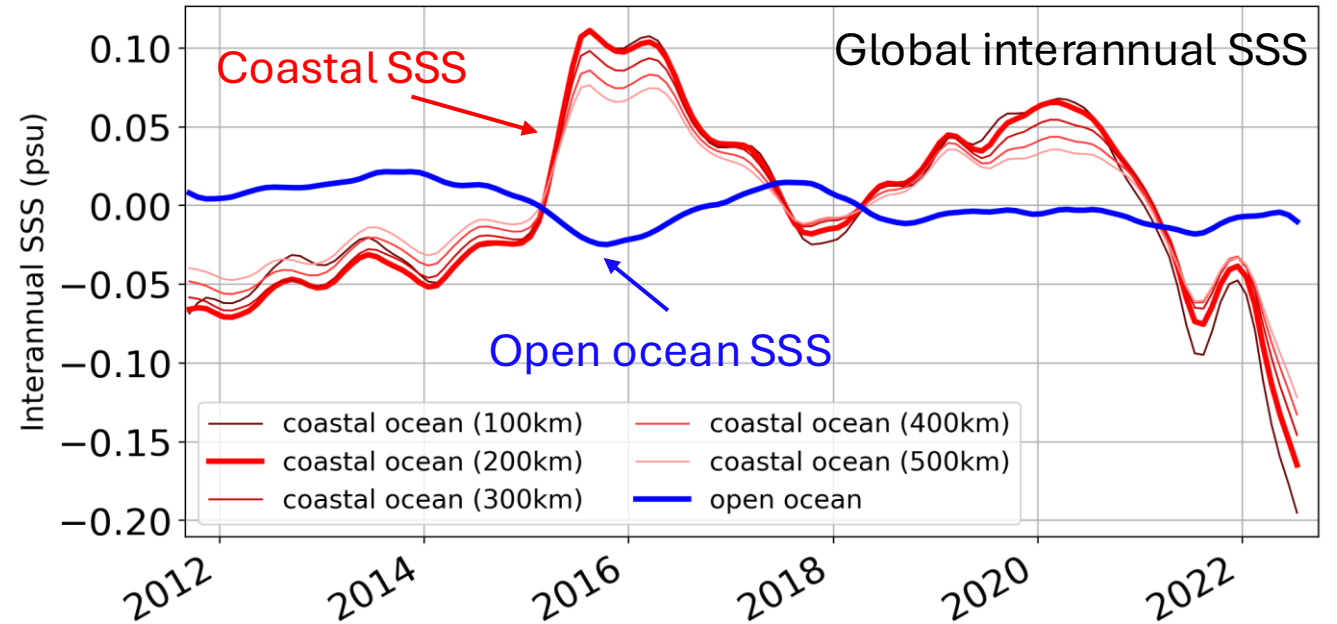 Global interannual SSS
Coastal SSS
Open ocean SSS
Interannual SSS (psu)
0.10
0.05
0.00
−0.05
−0.10
−0.15
−0.20
coastal ocean (100km)
coastal ocean (200km)
coastal ocean (300km)
coastal ocean (400km)
coastal ocean (500km)
open ocean
2012
2014
2016
2018
2020
2022